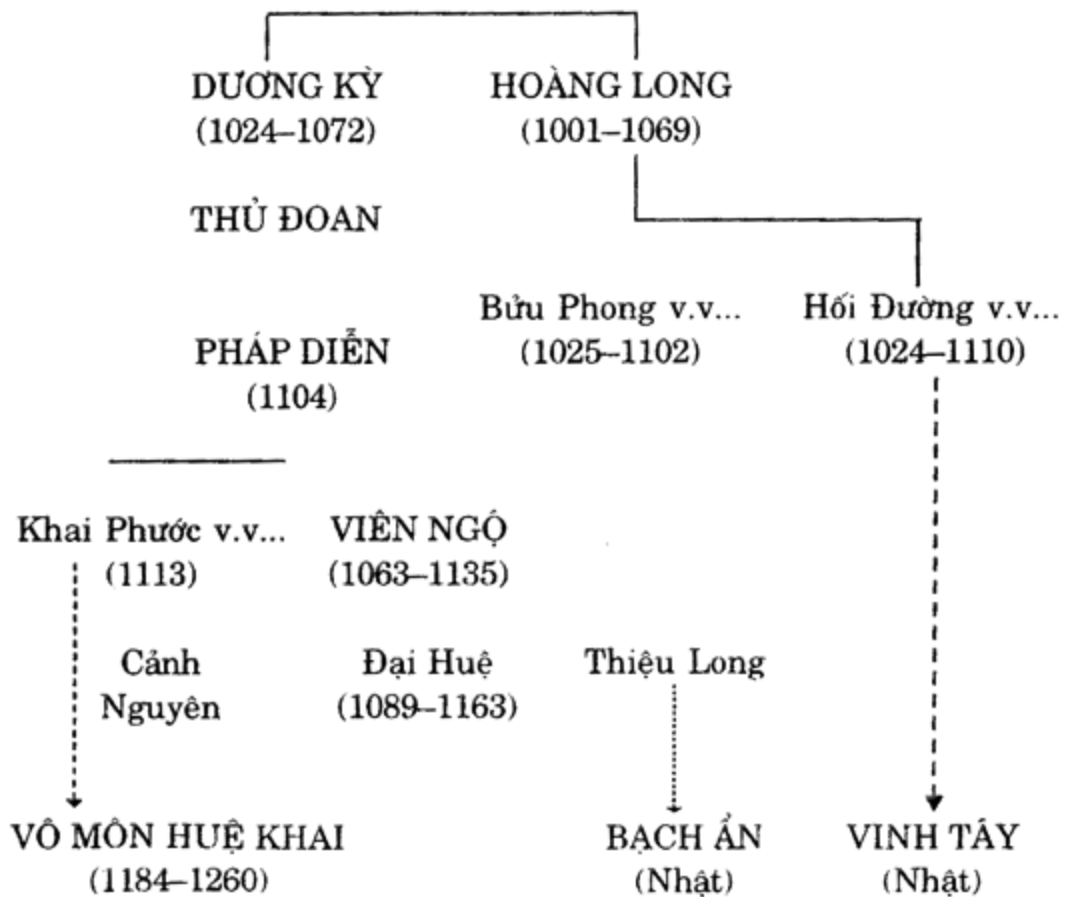 DƯƠNG KỲ
(1024–1072)
HOÀNG LONG
(1001–1069)
THỦ ĐOAN
Bửu Phong v.v...
(1025–1102)
Hối Đường v.v...
(1024–1110)
PHÁP DIỄN
(1104)
Khai Phước v.v...
(1113)
VIÊN NGỘ
(1063–1135)
Cảnh
Nguyên
Đại Huệ
(1089–1163)
Thiệu Long
VÔ MÔN HUỆ KHAI
(1184–1260)
BẠCH ẨN
(Nhật)
VINH TÂY
(Nhật)